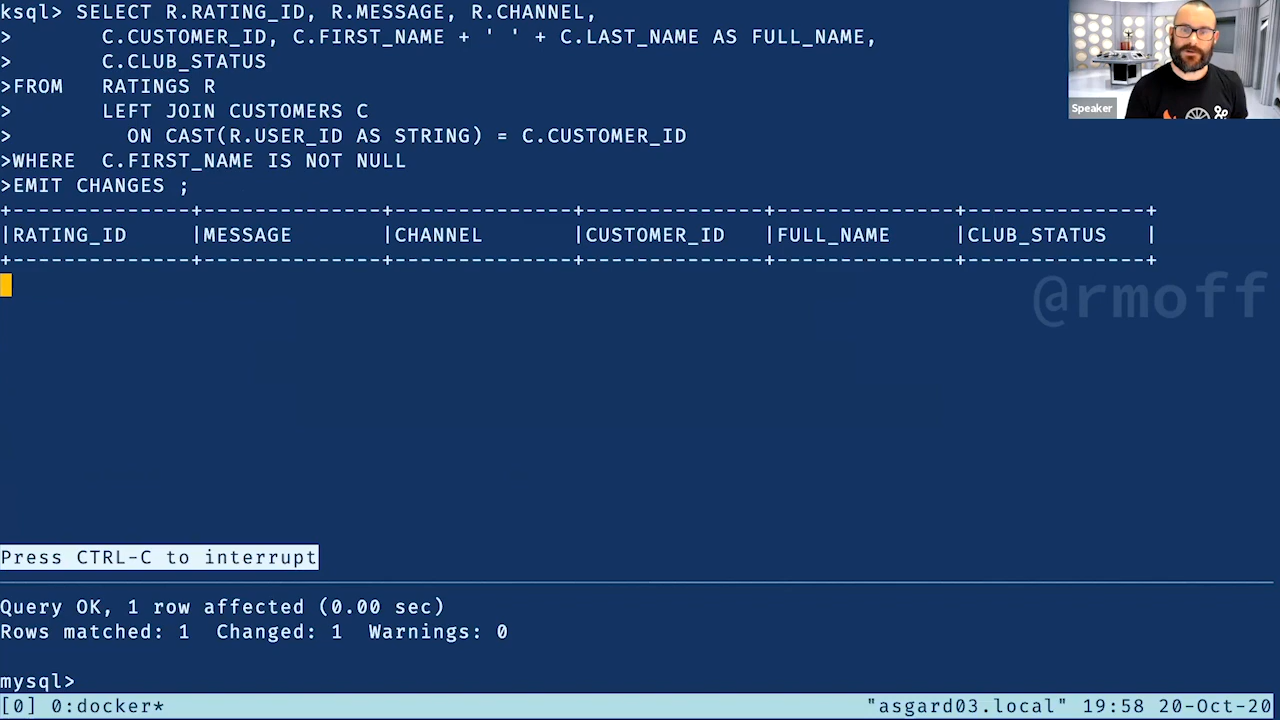 ksql> SELECT R.RATING_ID, R.MESSAGE, R.CHANNEL,
>       C.CUSTOMER_ID, C.FIRST_NAME + ' ' + C.LAST_NAME AS FULL_NAME,
>       C.CLUB_STATUS
>FROM   RATINGS R
>       LEFT JOIN CUSTOMERS C
>         ON CAST(R.USER_ID AS STRING) = C.CUSTOMER_ID
>WHERE  C.FIRST_NAME IS NOT NULL
>EMIT CHANGES ;
+--------------+--------------+--------------+--------------+--------------+--------------+
|RATING_ID     |MESSAGE       |CHANNEL       |CUSTOMER_ID   |FULL_NAME     |CLUB_STATUS   |
+--------------+--------------+--------------+--------------+--------------+--------------+
Speaker
@rmoff
Press CTRL-C to interrupt
Query OK, 1 row affected (0.00 sec)
Rows matched: 1  Changed: 1  Warnings: 0
mysql>
[0] 0:docker* "asgard03.local" 19:58 20-Oct-20